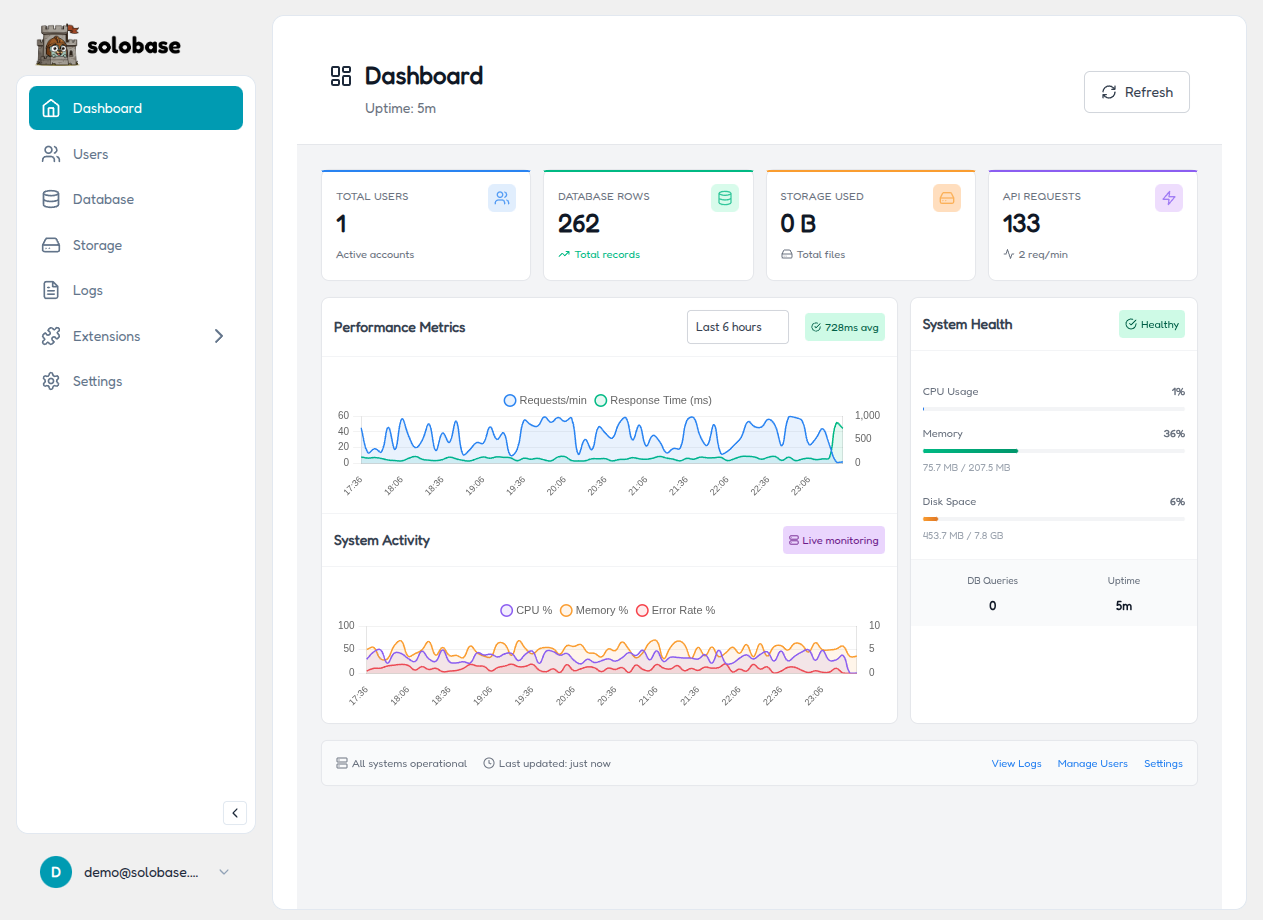 solobase
Dashboard
Users
Database
Storage
Logs
Extensions
Settings
D
demo@solobase....
Dashboard
Uptime: 5m
Refresh
TOTAL USERS
1
Active accounts
DATABASE ROWS
262
Total records
STORAGE USED
0 B
Total files
API REQUESTS
133
2 req/min
Performance Metrics
Last 6 hours
728ms avg
Requests/min Response Time (ms)
60 1,000
40
500
20
0 0
17:36 18:06 18:36 19:06 19:36 20:06 20:36 21:06 21:36 22:06 22:36 23:06
System Activity
Live monitoring
CPU % Memory % Error Rate %
100 10
50 5
0 0
17:36 18:06 18:36 19:06 19:36 20:06 20:36 21:06 21:36 22:06 22:36 23:06
System Health
Healthy
CPU Usage 1%
Memory 36%
75.7 MB / 207.5 MB
Disk Space 6%
453.7 MB / 7.8 GB
DB Queries Uptime
0 5m
All systems operational Last updated: just now
View Logs Manage Users Settings